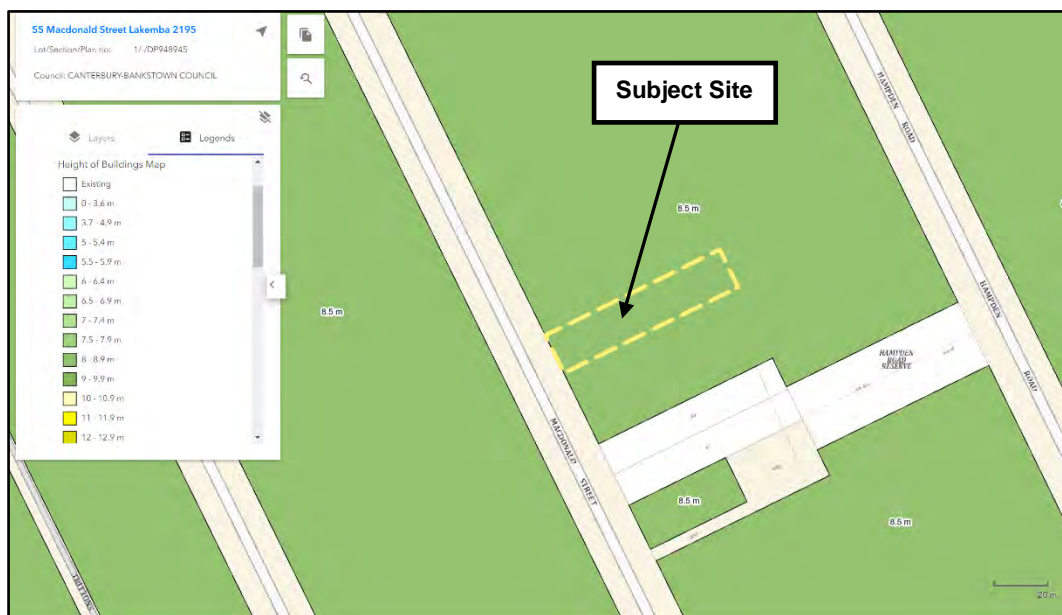 55 Macdonald Street Lakemba 2195
Lot/Section/Plan no: 1/-/DP948945
Council: CANTERBURY-BANKSTOWN COUNCIL
Layers
Legends
Height of Buildings Map
Existing
0 - 3.6 m
3.7 - 4.9 m
5 - 5.4 m
5.5 - 5.9 m
6 - 6.4 m
6.5 - 6.9 m
7 - 7.4 m
7.5 - 7.9 m
8 - 8.9 m
9 - 9.9 m
10 - 10.9 m
11 - 11.9 m
12 - 12.9 m
Subject Site
HAMPDEN
ROAD
8.5 m
8.5 m
HAMPDEN
ROAD
HAMPDEN
ROAD
RESERVE
MACDONALD
STREET
8.5 m
8.5 m
20 m